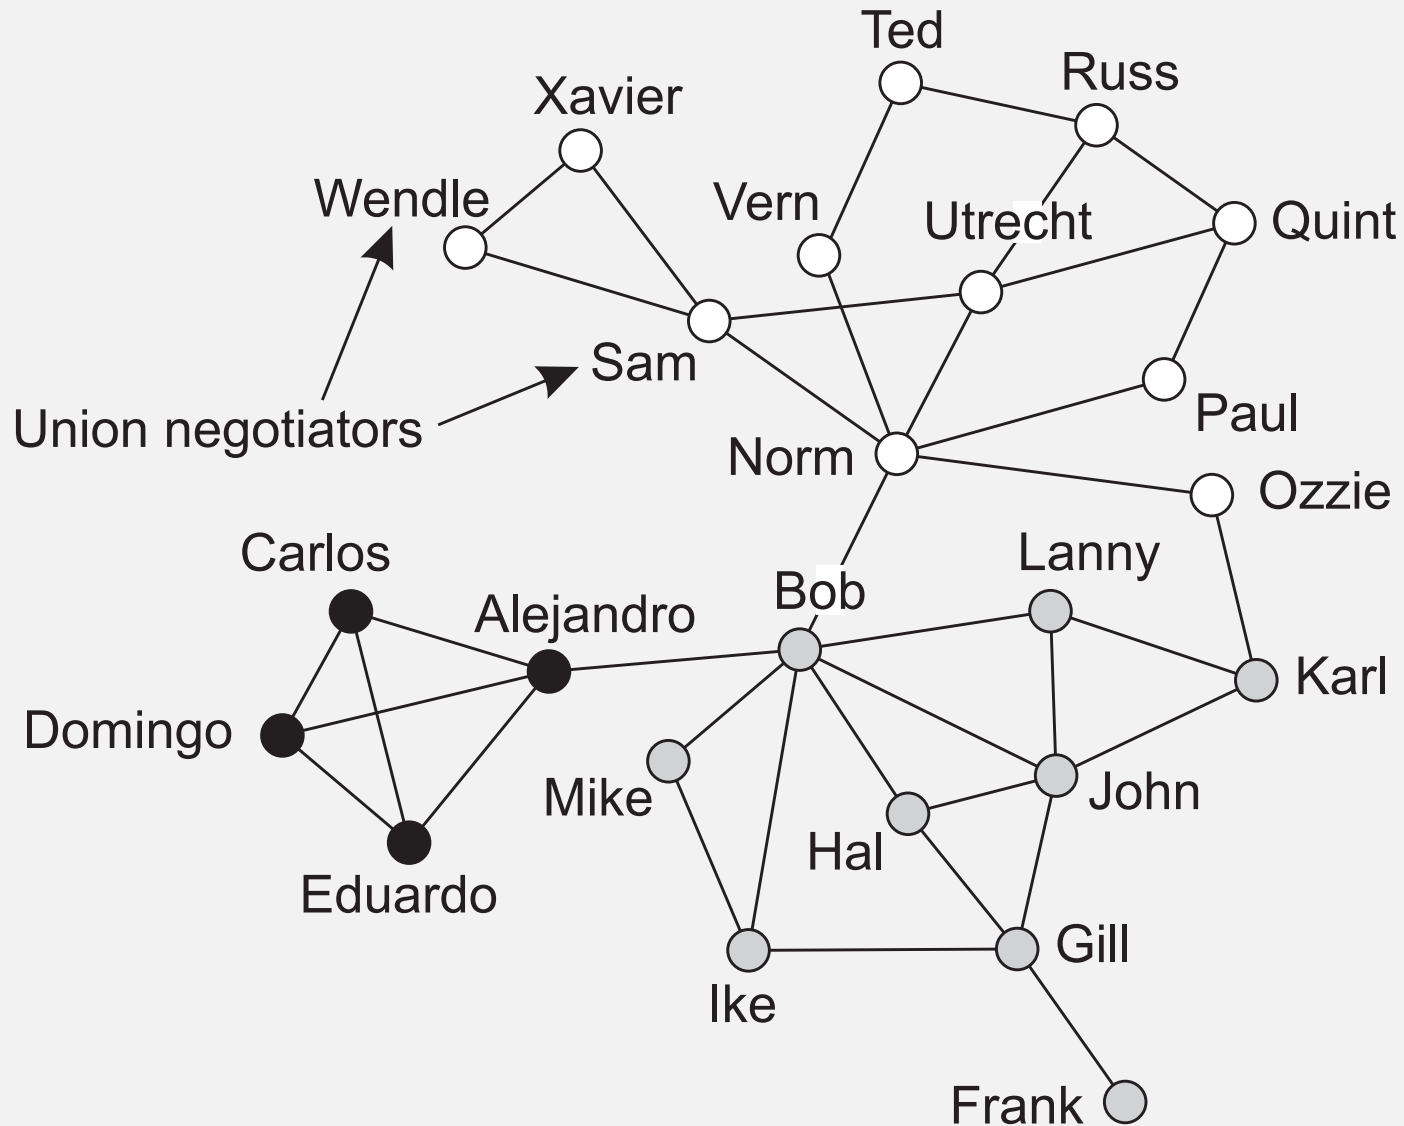 Ted
Russ
Xavier
Wendle
Vern
Utrecht
Quint
Sam
Union negotiators
Paul
Norm
Ozzie
Carlos
Lanny
Alejandro
Bob
Karl
Domingo
Mike
John
Hal
Eduardo
Gill
Ike
Frank